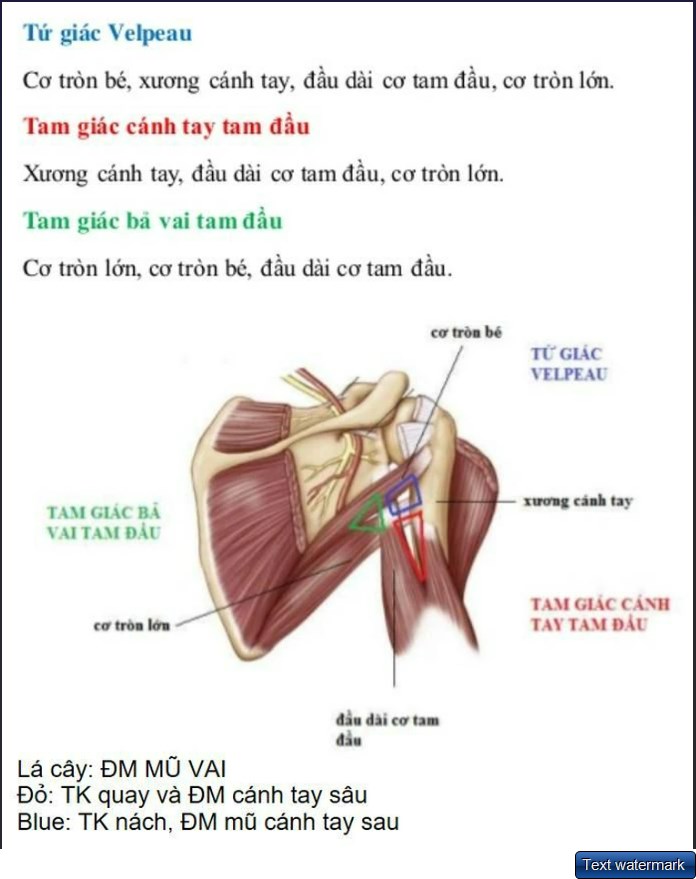 Tứ giác Velpeau
Cơ tròn bé, xương cánh tay, đầu dài cơ tam đầu, cơ tròn lớn.
Tam giác cánh tay tam đầu
Xương cánh tay, đầu dài cơ tam đầu, cơ tròn lớn.
Tam giác bả vai tam đầu
Cơ tròn lớn, cơ tròn bé, đầu dài cơ tam đầu.
cơ tròn bé
TỨ GIÁC
VELPEAU
TAM GIÁC BẢ
VAI TAM ĐẦU
xương cánh tay
cơ tròn lớn
TAM GIÁC CÁNH
TAY TAM ĐẦU
đầu dài cơ tam
đầu
Lá cây: ĐM MŨ VAI
Đỏ: TK quay và ĐM cánh tay sâu
Blue: TK nách, ĐM mũ cánh tay sau
Text watermark